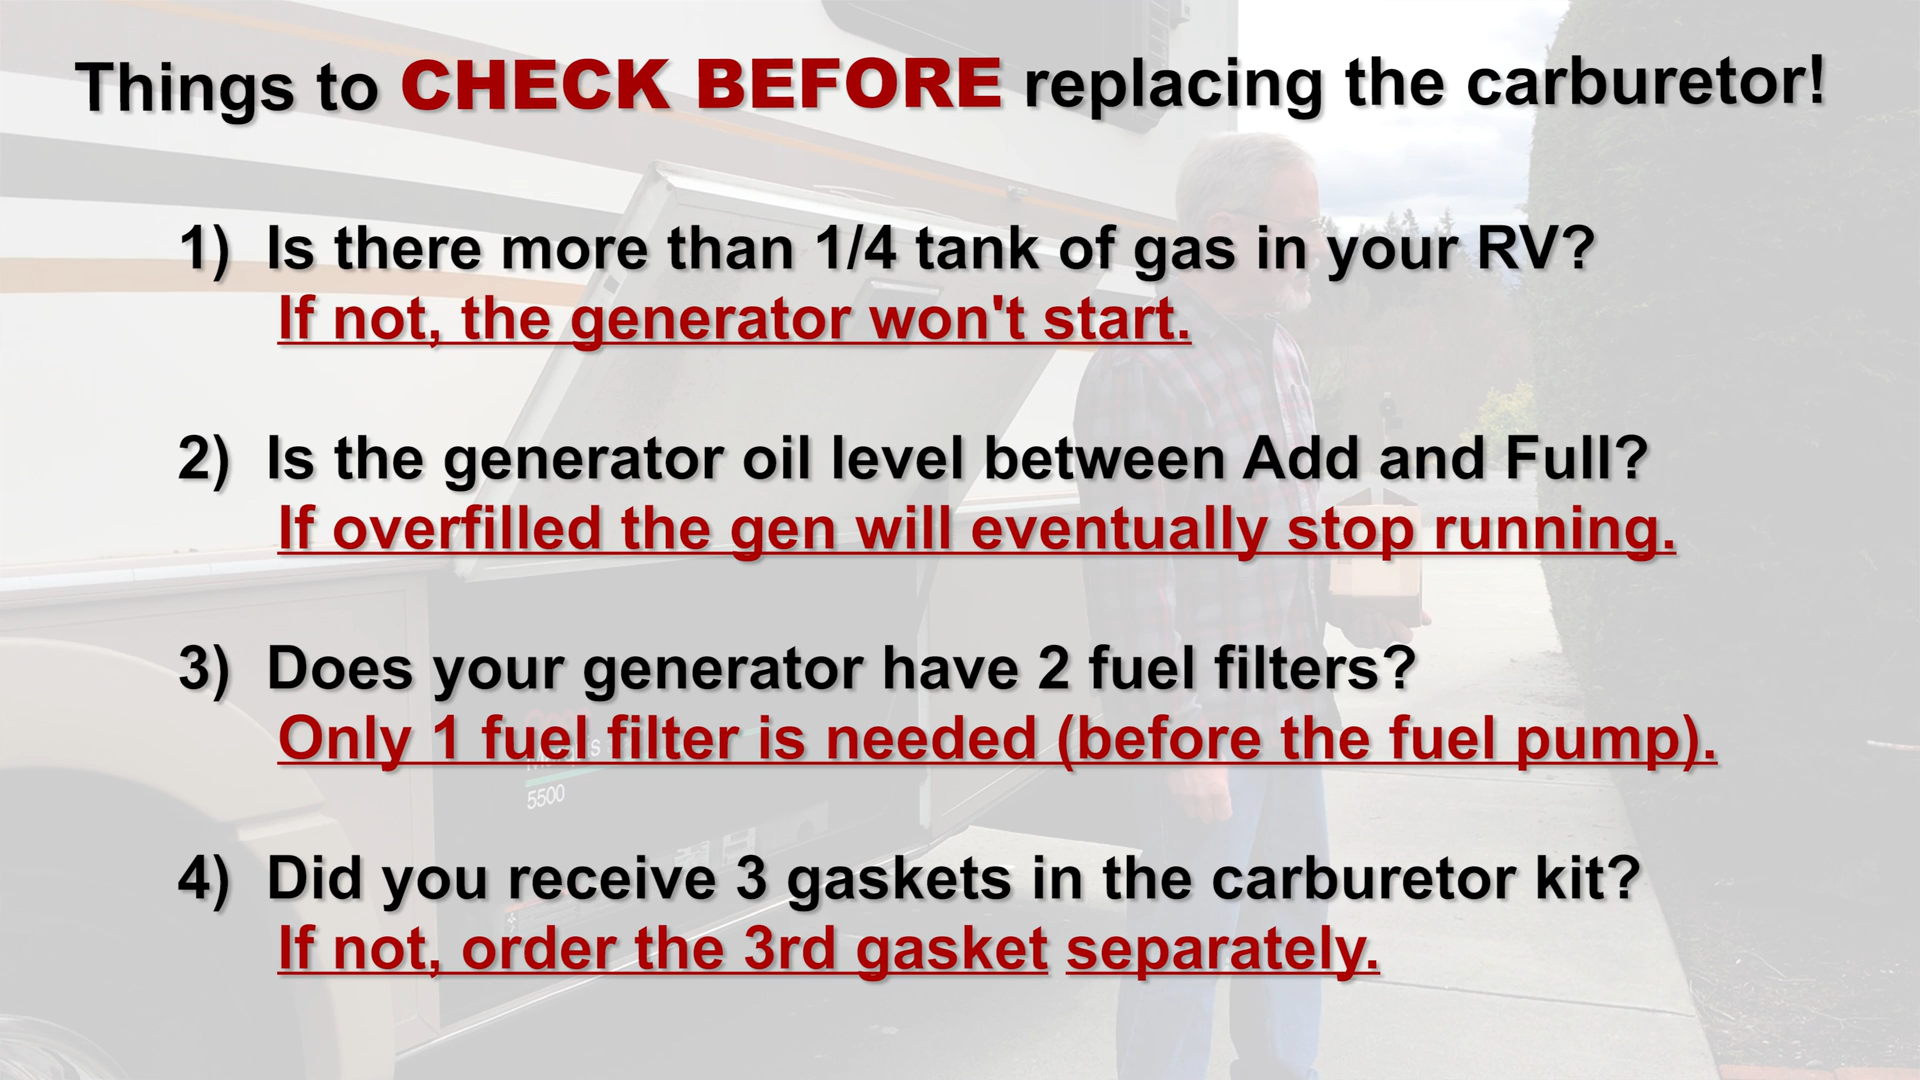 Things to CHECK BEFORE replacing the carburetor!
1) Is there more than 1/4 tank of gas in your RV?
If not, the generator won't start.
2) Is the generator oil level between Add and Full?
If overfilled the gen will eventually stop running.
3) Does your generator have 2 fuel filters?
Only 1 fuel filter is needed (before the fuel pump).
5500
4) Did you receive 3 gaskets in the carburetor kit?
If not, order the 3rd gasket separately.